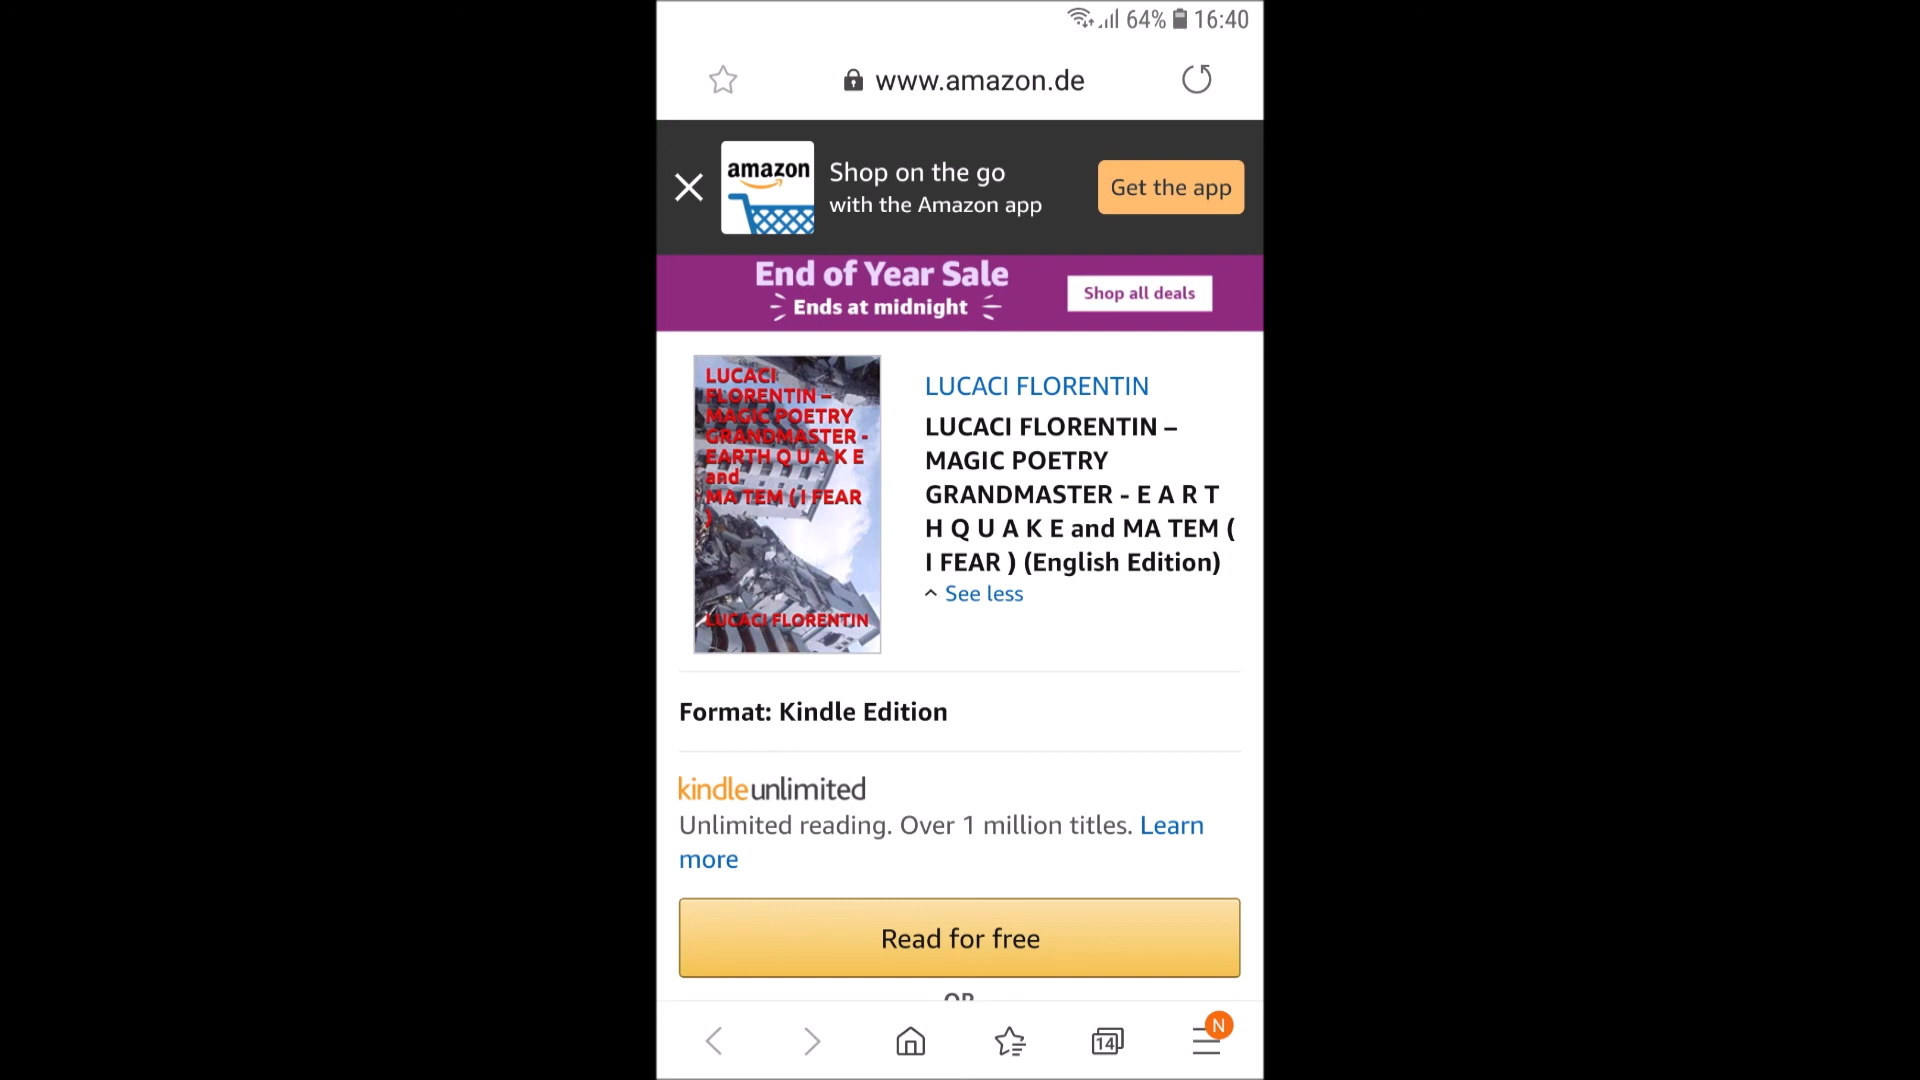 64% 16:40
www.amazon.de
amazon
Shop on the go
with the Amazon app
Get the app
End of Year Sale
Ends at midnight
Shop all deals
LUCACI
FLORENTIN –
MAGIC POETRY
GRANDMASTER -
EARTH Q U A K E
and
MA TEM ( I FEAR
)
LUCACI FLORENTIN
LUCACI FLORENTIN
LUCACI FLORENTIN –
MAGIC POETRY
GRANDMASTER - E A R T
H Q U A K E and MA TEM (
I FEAR ) (English Edition)
See less
Format: Kindle Edition
kindleunlimited
Unlimited reading. Over 1 million titles. Learn
more
Read for free
OR
14
N